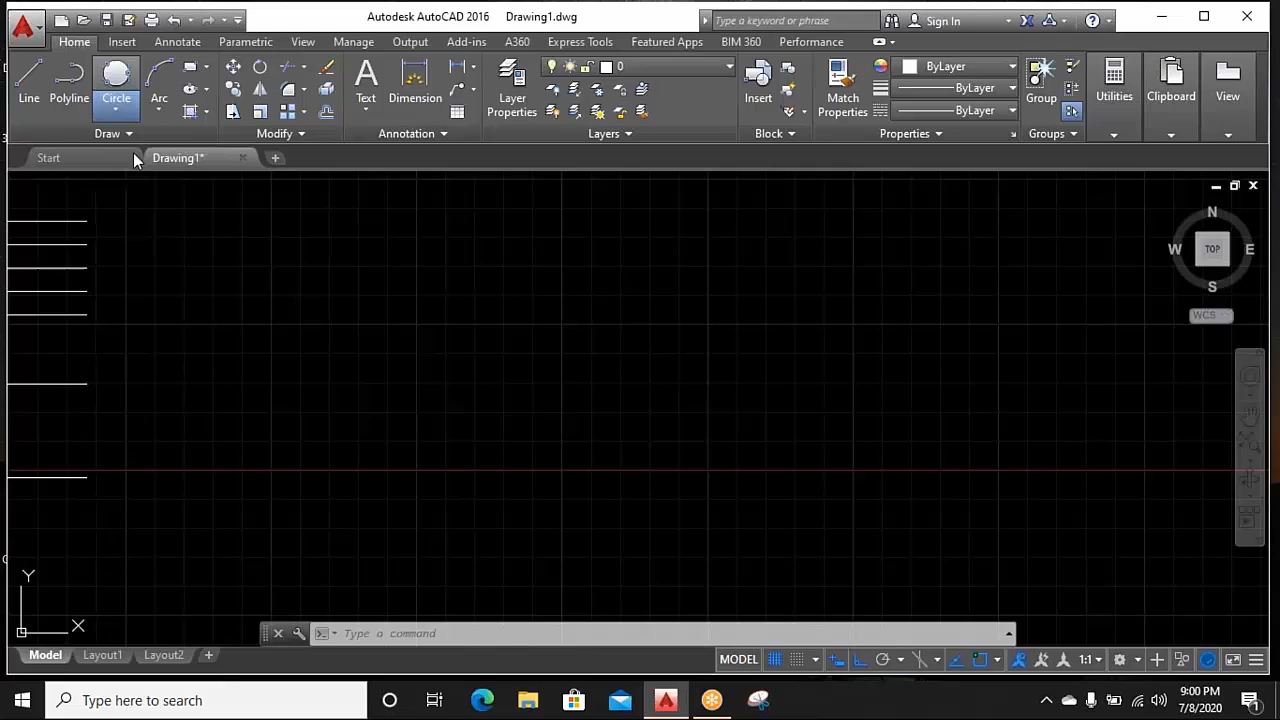 Autodesk AutoCAD 2016 Drawing1.dwg
Type a keyword or phrase
Sign In
Home Insert Annotate Parametric View Manage Output Add-ins A360 Express Tools Featured Apps BIM 360 Performance
0
ByLayer
ByLayer
ByLayer
Line Polyline Circle Arc
Text Dimension
Layer Properties
Insert
Match Properties
Group
Utilities
Clipboard
View
Draw Modify Annotation Layers Block Properties Groups
Start Drawing1*
N
W TOP E
S
WCS
Y
X
Type a command
Model Layout1 Layout2
MODEL 1:1
Type here to search
9:00 PM
7/8/2020
1